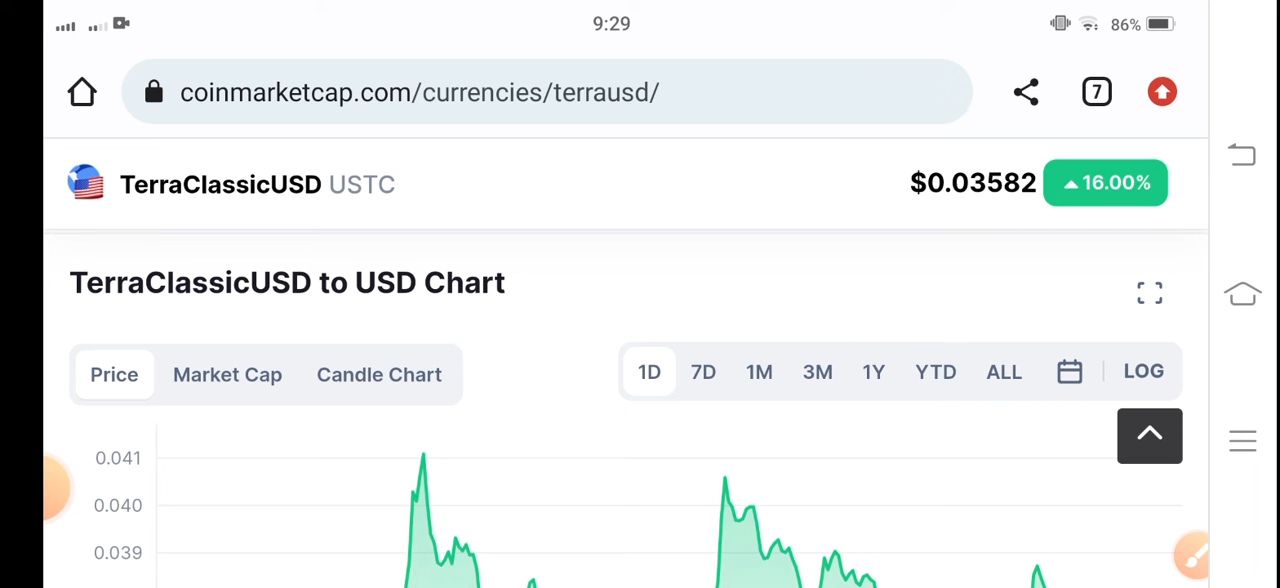 9:29
86%
coinmarketcap.com/currencies/terrausd/
7
TerraClassicUSD USTC
$0.03582 ▲16.00%
TerraClassicUSD to USD Chart
Price Market Cap Candle Chart
1D 7D 1M 3M 1Y YTD ALL LOG
0.041
0.040
0.039